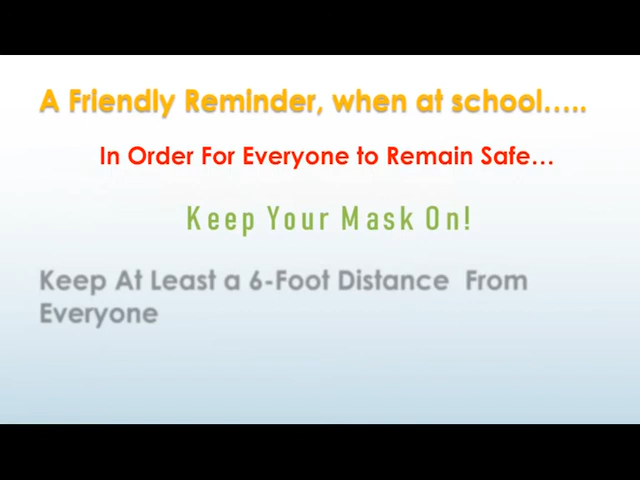 A Friendly Reminder, when at school.....
In Order For Everyone to Remain Safe...
Keep Your Mask On!
Keep At Least a 6-Foot Distance  From
Everyone